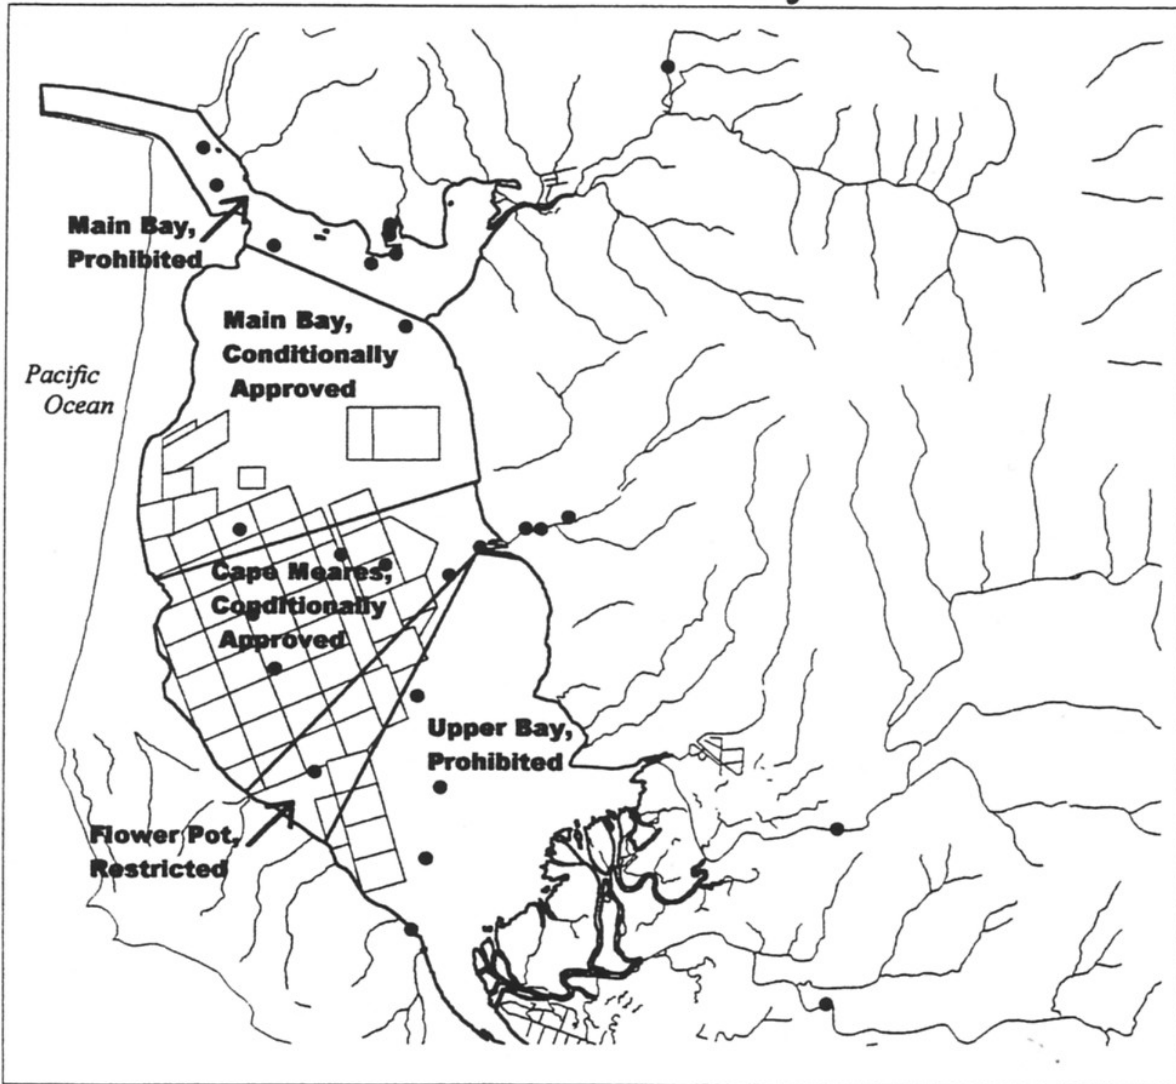 Main Bay,
Prohibited
Main Bay,
Conditionally
Approved
Pacific
Ocean
Cape Meares,
Conditionally
Approved
Upper Bay,
Prohibited
Flower Pot,
Restricted